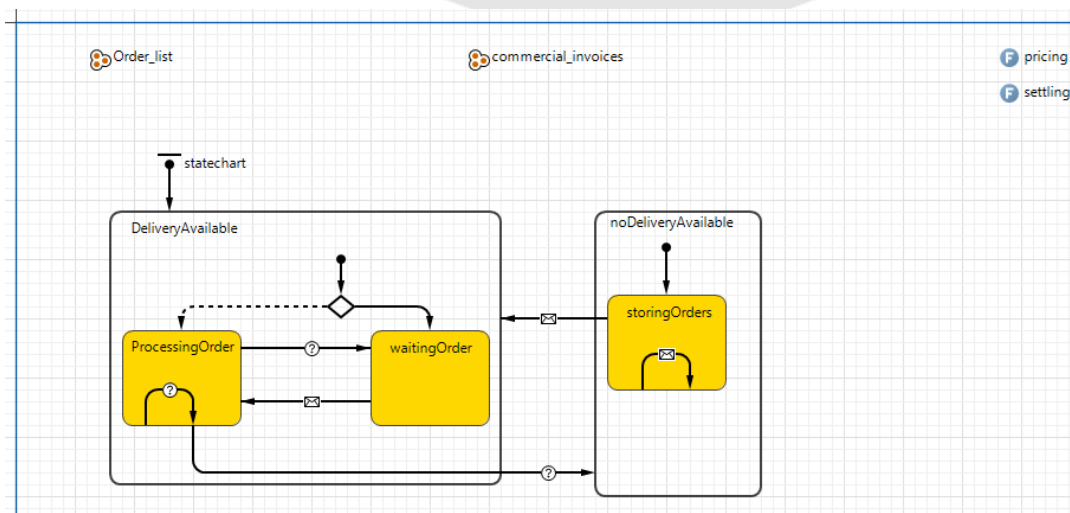 Order_list
commercial_invoices
F pricing
F settling
statechart
DeliveryAvailable
noDeliveryAvailable
storingOrders
ProcessingOrder
waitingOrder
?
?
?